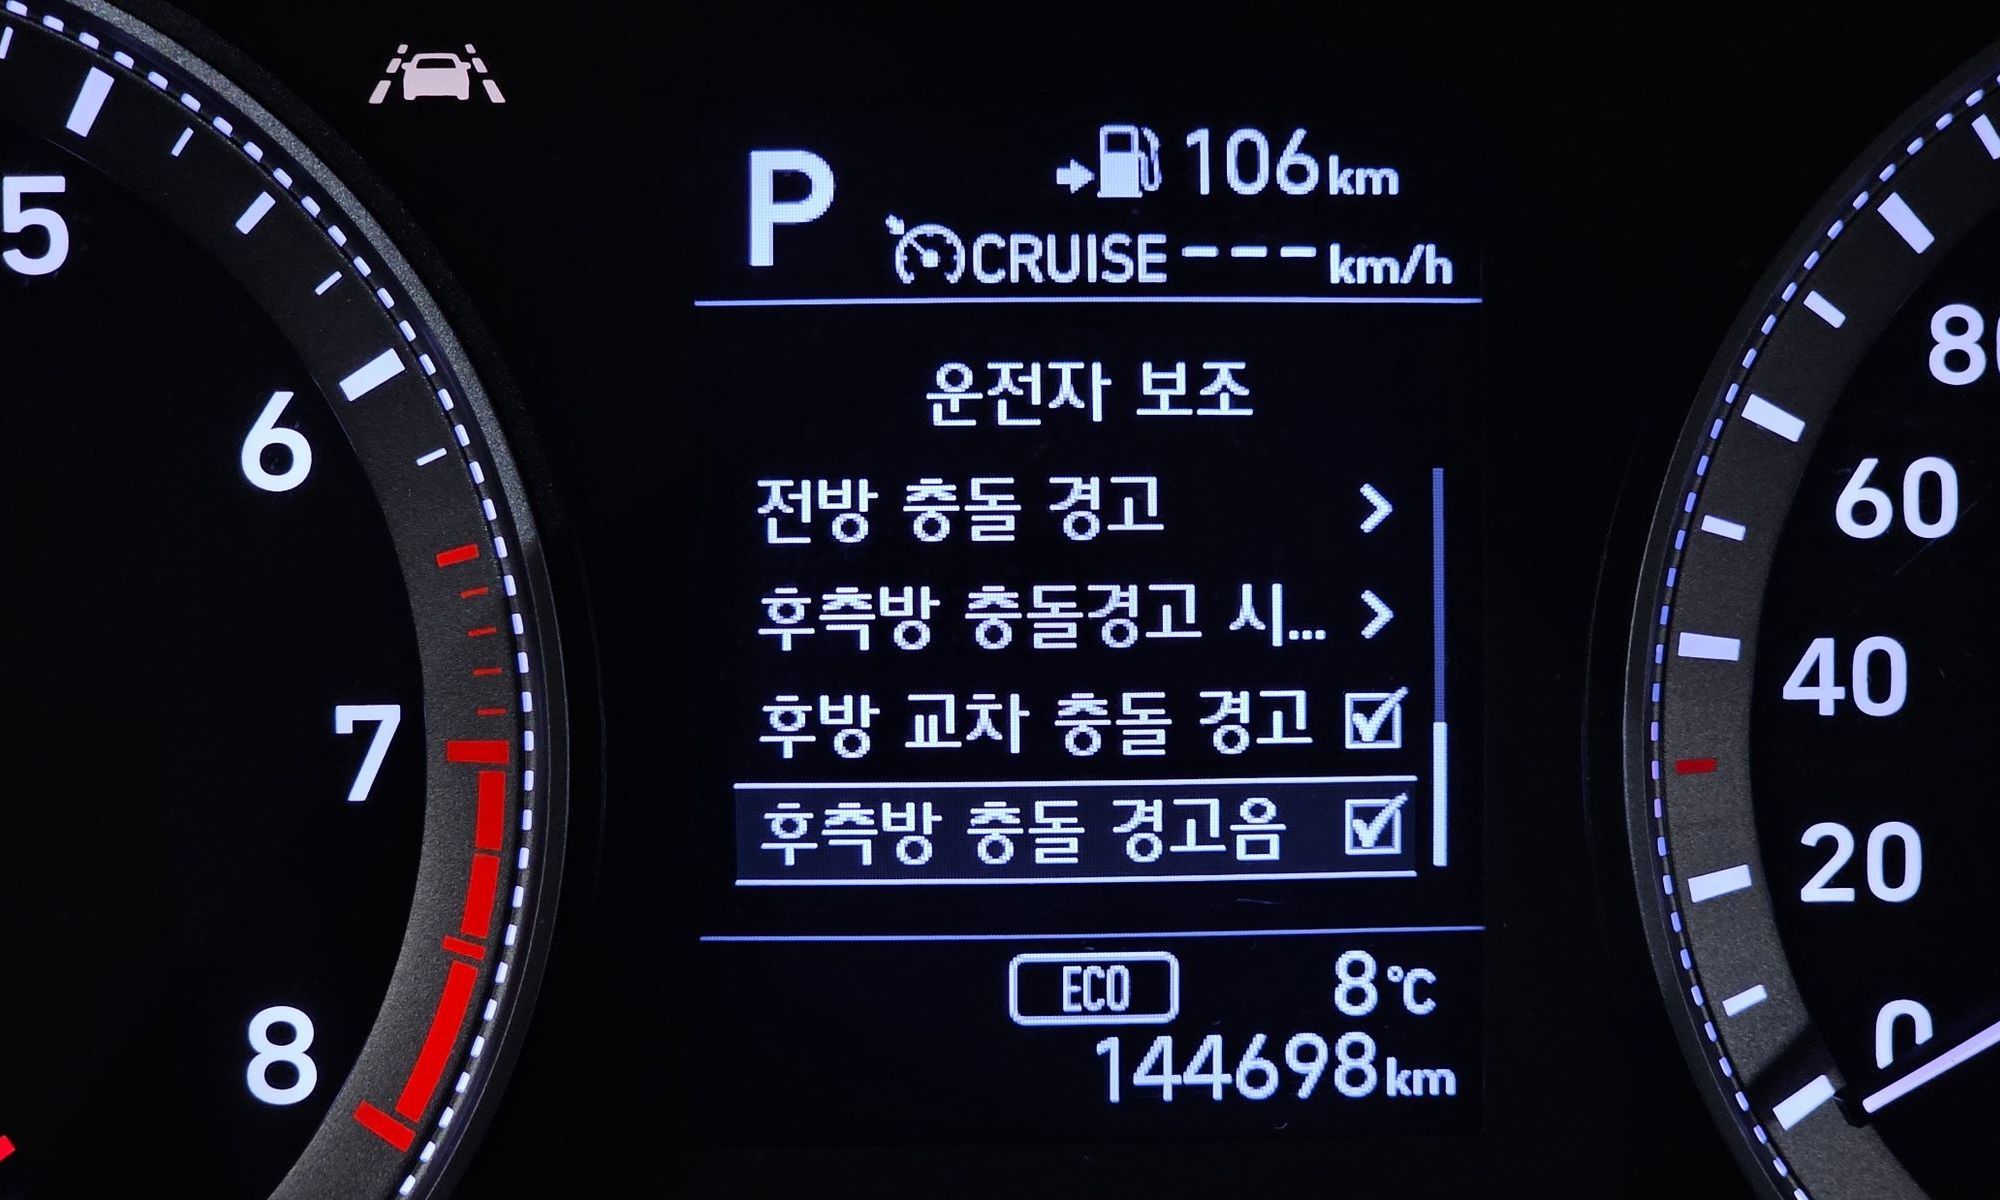 P
106km
CRUISE---km/h
운전자 보조
전방 충돌 경고 >
후측방 충돌경고 시... >
후방 교차 충돌 경고
후측방 충돌 경고음
ECO 8°C
144698km
5
6
7
8
80
60
40
20
0